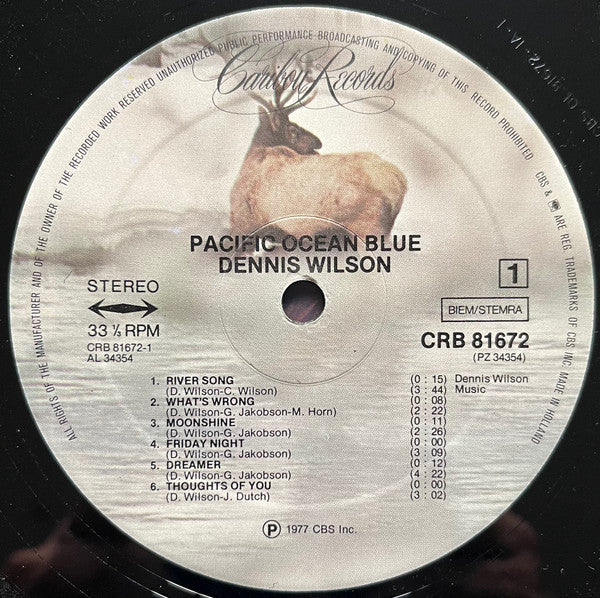 ALL RIGHTS OF THE MANUFACTURER AND OF THE OWNER OF THE RECORDED WORK RESERVED UNAUTHORIZED PUBLIC PERFORMANCE BROADCASTING AND/COPYING OF THIS RECORD PROHIBITED CBS & ARE REG. TRADEMARKS OF CBS INC. MADE IN HOLLAND
Caribou Records
PACIFIC OCEAN BLUE
DENNIS WILSON
STEREO
33 ⅓ RPM
CRB 81672-1
AL 34354
1
BIEM/STEMRA
CRB 81672
(PZ 34354)
1. RIVER SONG (0 : 15) Dennis Wilson
(D. Wilson-C. Wilson) (3 : 44) Music
2. WHAT'S WRONG (0 : 08)
(D. Wilson-G. Jakobson-M. Horn) (2 : 22)
3. MOONSHINE (0 : 11)
(D. Wilson-G. Jakobson) (2 : 26)
4. FRIDAY NIGHT (0 : 00)
(D. Wilson-G. Jakobson) (3 : 09)
5. DREAMER (0 : 12)
(D. Wilson-G. Jakobson) (4 : 22)
6. THOUGHTS OF YOU (0 : 00)
(D. Wilson-J. Dutch) (3 : 02)
Ⓟ 1977 CBS Inc.